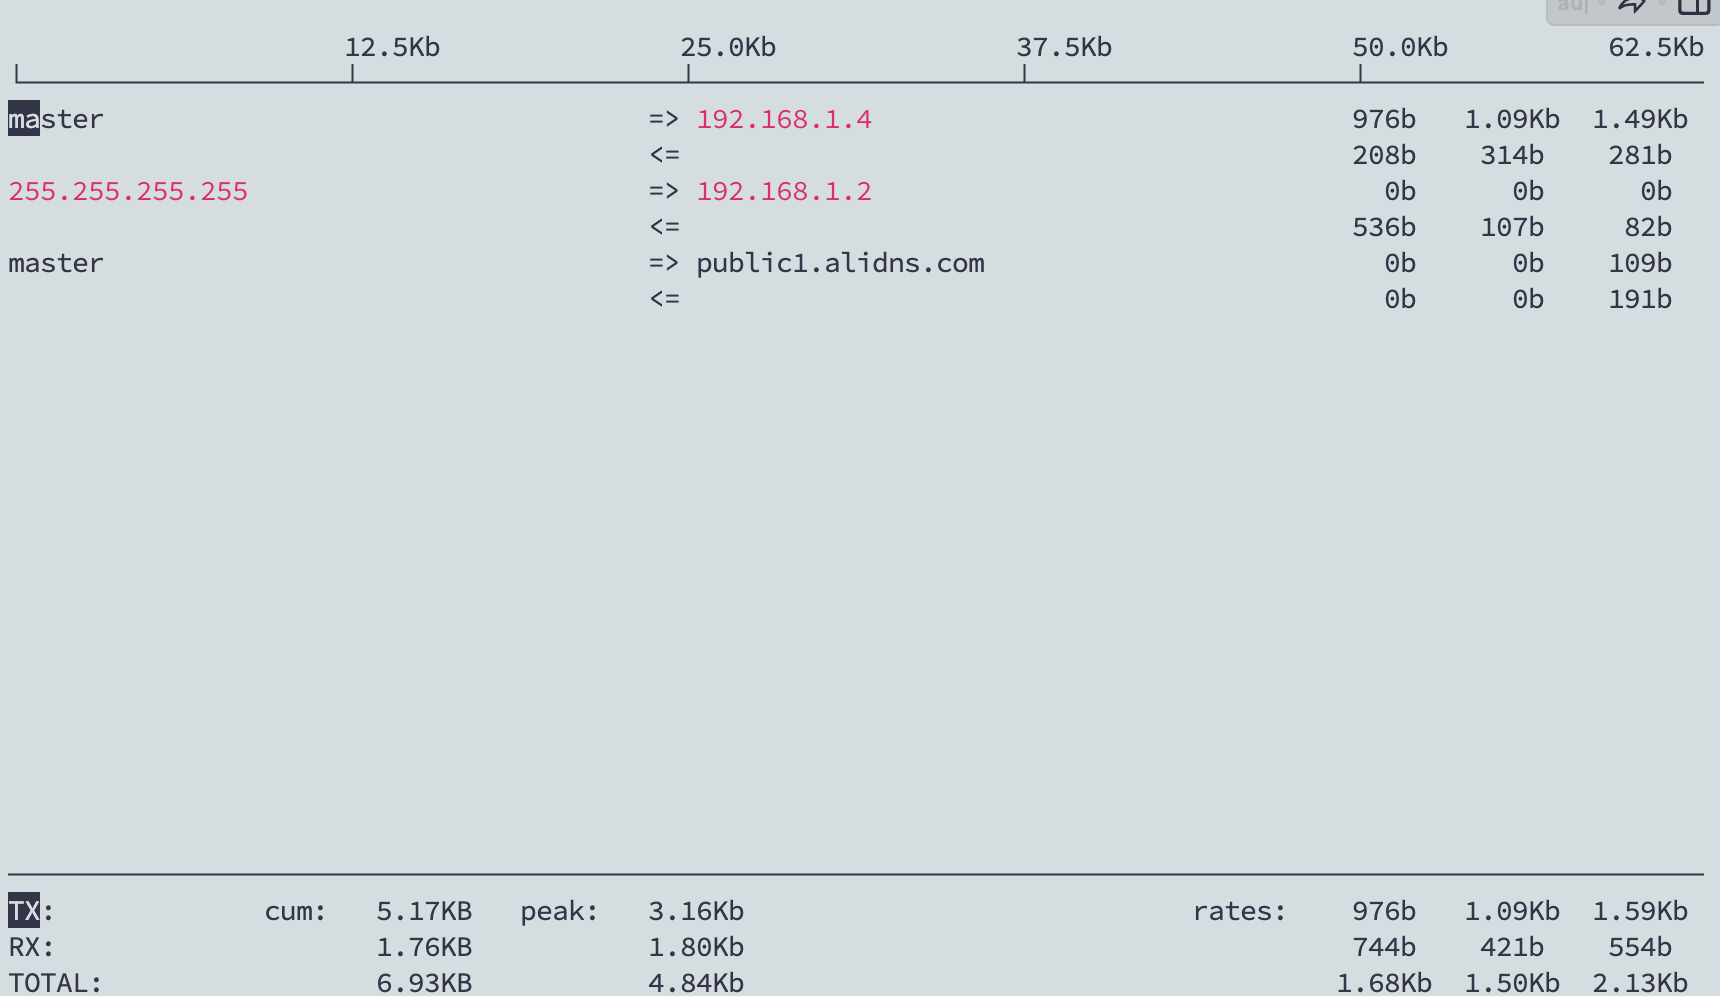 au
12.5Kb 25.0Kb 37.5Kb 50.0Kb 62.5Kb
master => 192.168.1.4 976b 1.09Kb 1.49Kb
<= 208b 314b 281b
255.255.255.255 => 192.168.1.2 0b 0b 0b
<= 536b 107b 82b
master => public1.alidns.com 0b 0b 109b
<= 0b 0b 191b
TX: cum: 5.17KB peak: 3.16Kb rates: 976b 1.09Kb 1.59Kb
RX: 1.76KB 1.80Kb 744b 421b 554b
TOTAL: 6.93KB 4.84Kb 1.68Kb 1.50Kb 2.13Kb